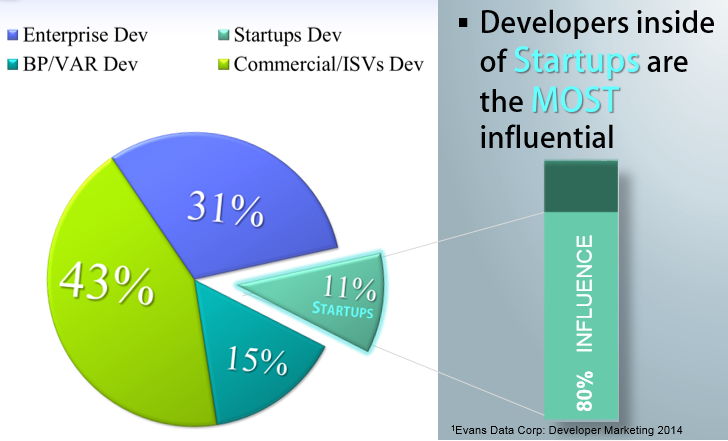 Enterprise Dev
Startups Dev
BP/VAR Dev
Commercial/ISVs Dev
31%
43%
11%
STARTUPS
15%
▪ Developers inside
of Startups are
the MOST
influential
80% INFLUENCE
¹Evans Data Corp: Developer Marketing 2014